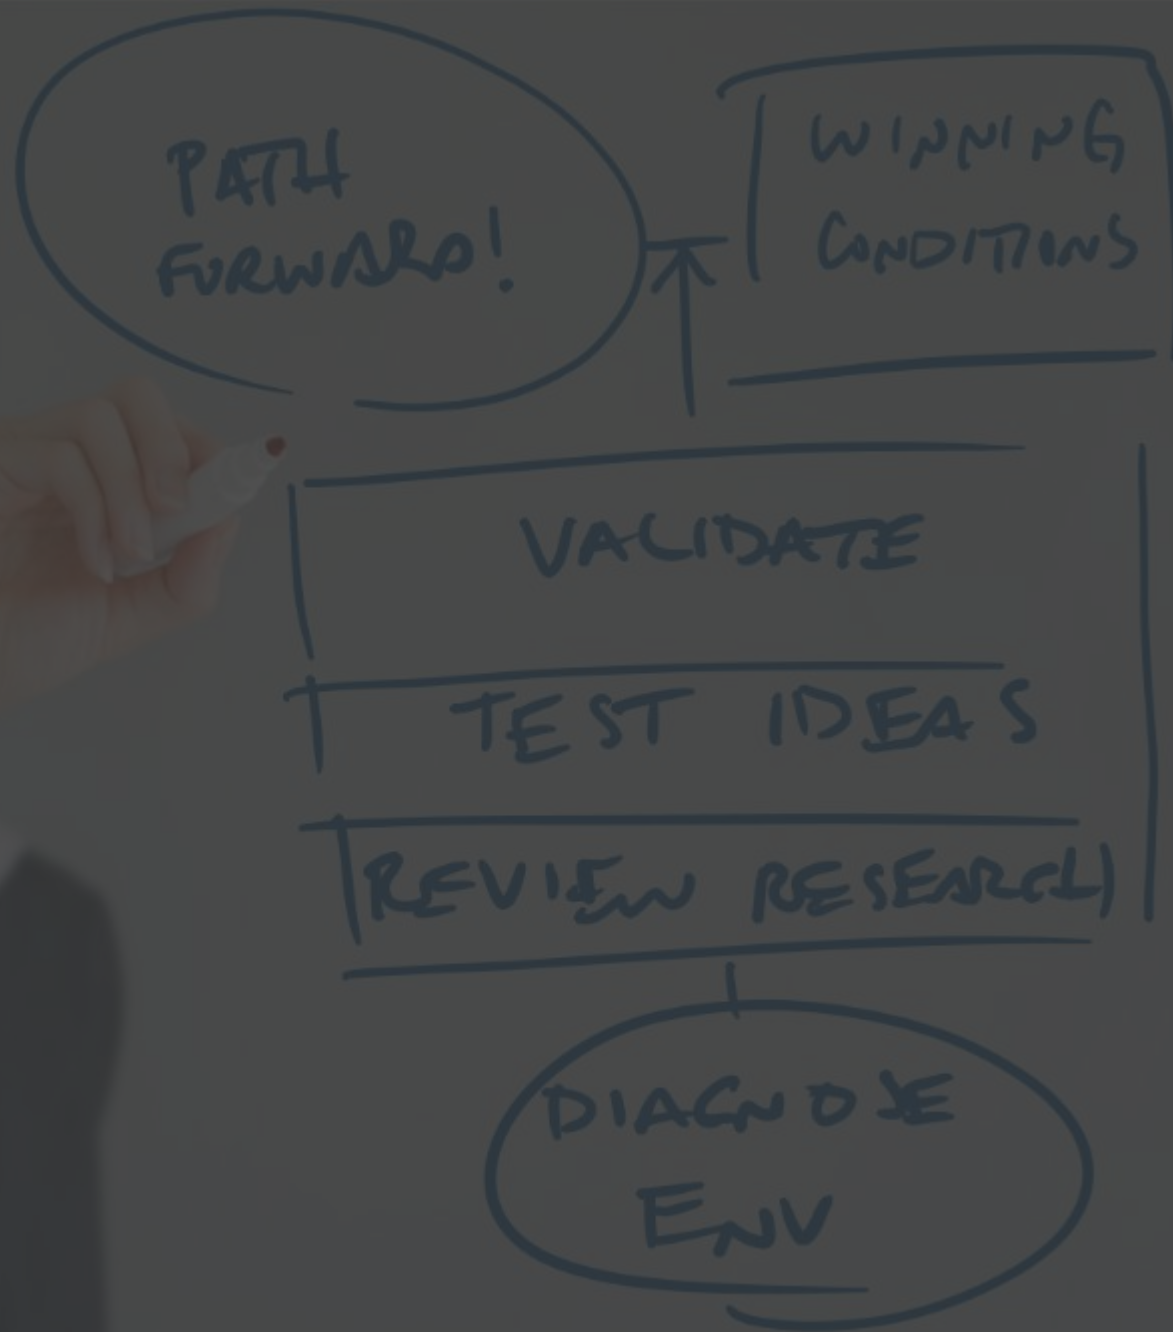 PATH
FORWARD!
WINNING
CONDITIONS
VALIDATE
TEST IDEAS
REVIEW RESEARCH
DIAGNOSE
ENV